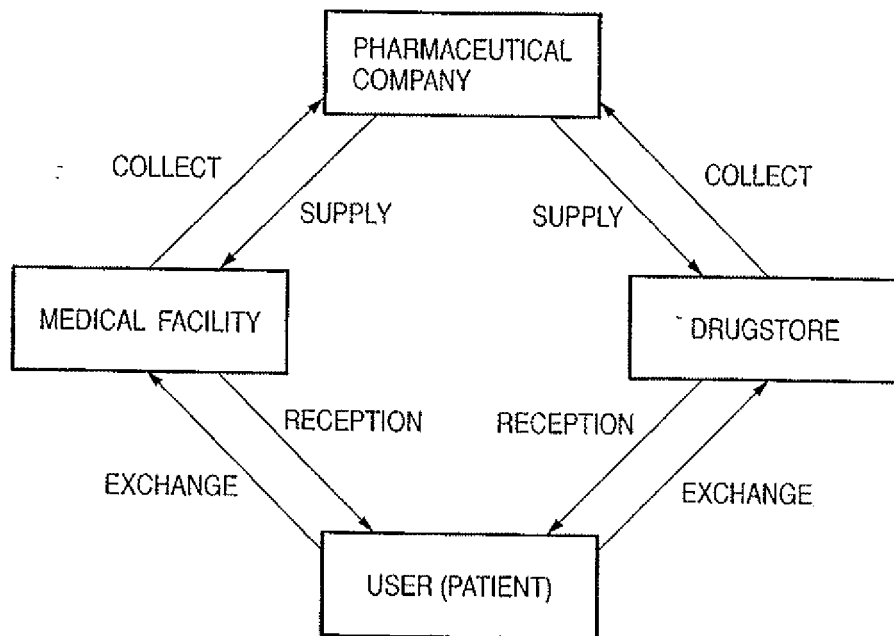 PHARMACEUTICAL
COMPANY
COLLECT
COLLECT
SUPPLY
SUPPLY
MEDICAL FACILITY
DRUGSTORE
RECEPTION
RECEPTION
EXCHANGE
EXCHANGE
USER (PATIENT)